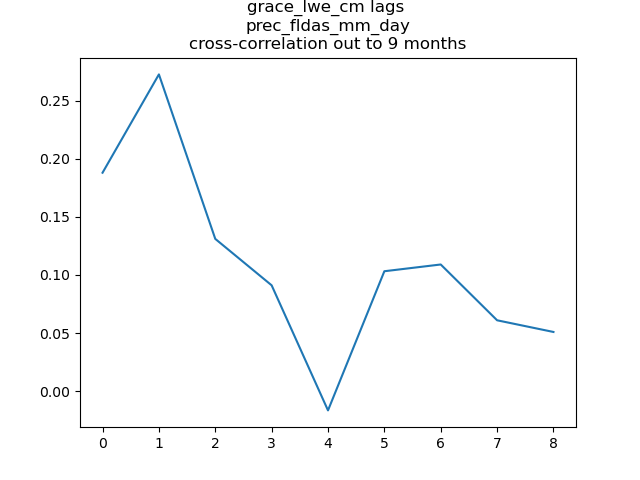 grace_lwe_cm lags
prec_fldas_mm_day
cross-correlation out to 9 months
0.25
0.20
0.15
0.10
0.05
0.00
0 1 2 3 4 5 6 7 8